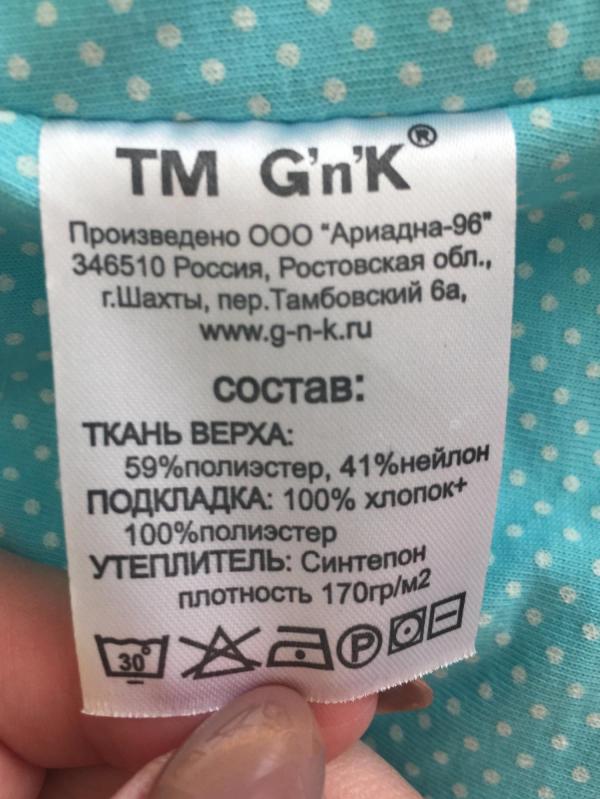 ТМ G'n'K®
Произведено ООО "Ариадна-96"
346510 Россия, Ростовская обл.,
г.Шахты, пер.Тамбовский 6а,
www.g-n-k.ru
состав:
ТКАНЬ ВЕРХА:
59%полиэстер, 41%нейлон
ПОДКЛАДКА: 100% хлопок+
100%полиэстер
УТЕПЛИТЕЛЬ: Синтепон
плотность 170гр/м2
30° P